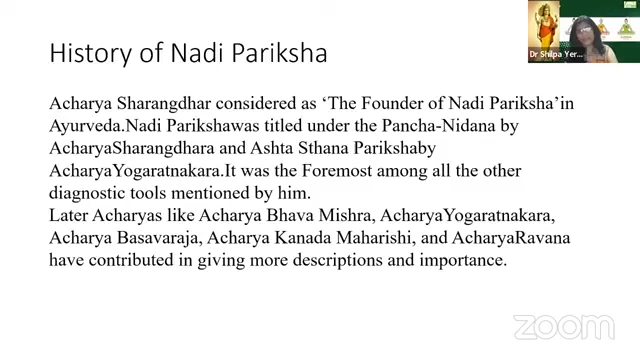 History of Nadi Pariksha
Acharya Sharangdhar considered as ‘The Founder of Nadi Pariksha’in
Ayurveda.Nadi Parikshawas titled under the Pancha-Nidana by
AcharyaSharangdhara and Ashta Sthana Parikshaby
AcharyaYogaratnakara.It was the Foremost among all the other
diagnostic tools mentioned by him.
Later Acharyas like Acharya Bhava Mishra, AcharyaYogaratnakara,
Acharya Basavaraja, Acharya Kanada Maharishi, and AcharyaRavana
have contributed in giving more descriptions and importance.
Dr Shilpa Yer...
zoom